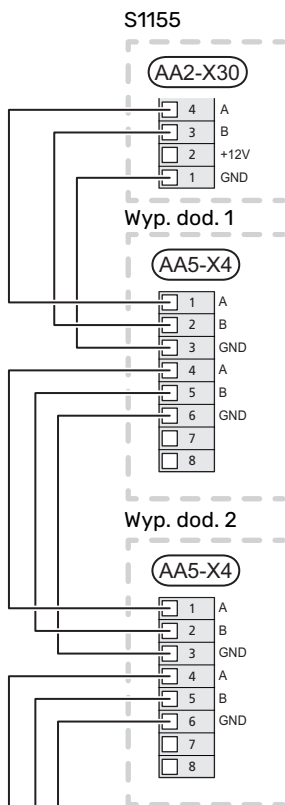 S1155
AA2-X30
4 A
3 B
2 +12V
1 GND
Wyp. dod. 1
AA5-X4
1 A
2 B
3 GND
4 A
5 B
6 GND
7
8
Wyp. dod. 2
AA5-X4
1 A
2 B
3 GND
4 A
5 B
6 GND
7
8